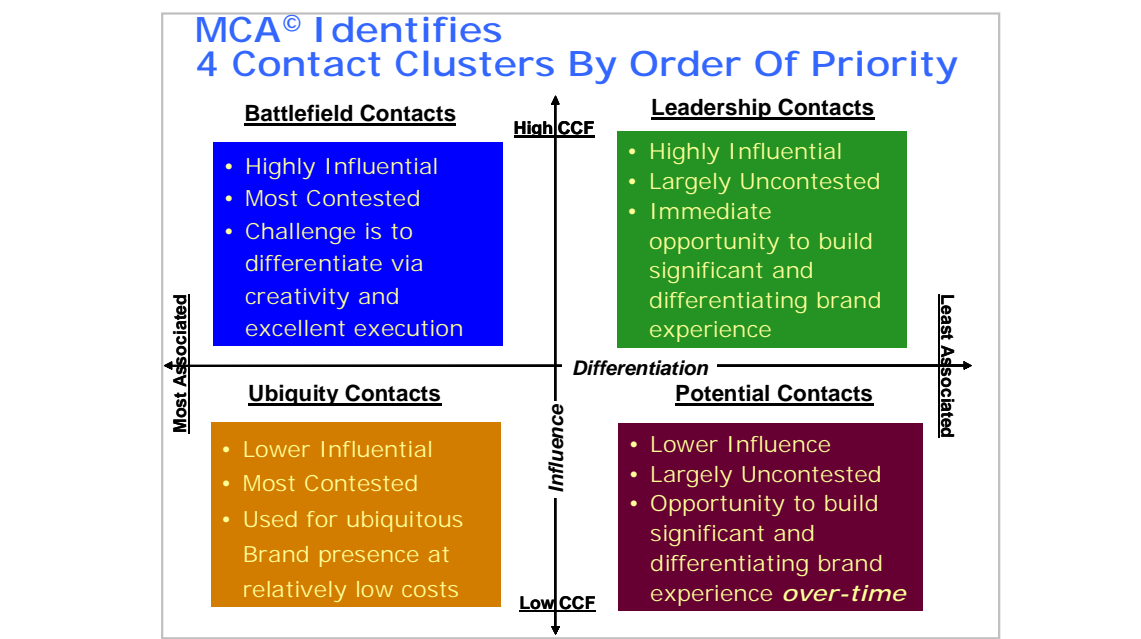 MCA© Identifies
4 Contact Clusters By Order Of Priority
Battlefield Contacts
• Highly Influential
• Most Contested
• Challenge is to
differentiate via
creativity and
excellent execution
High CCF
Leadership Contacts
• Highly Influential
• Largely Uncontested
• Immediate
opportunity to build
significant and
differentiating brand
experience
Most Associated
Differentiation
Least Associated
Ubiquity Contacts
• Lower Influential
• Most Contested
• Used for ubiquitous
Brand presence at
relatively low costs
Influence
Low CCF
Potential Contacts
• Lower Influence
• Largely Uncontested
• Opportunity to build
significant and
differentiating brand
experience over-time